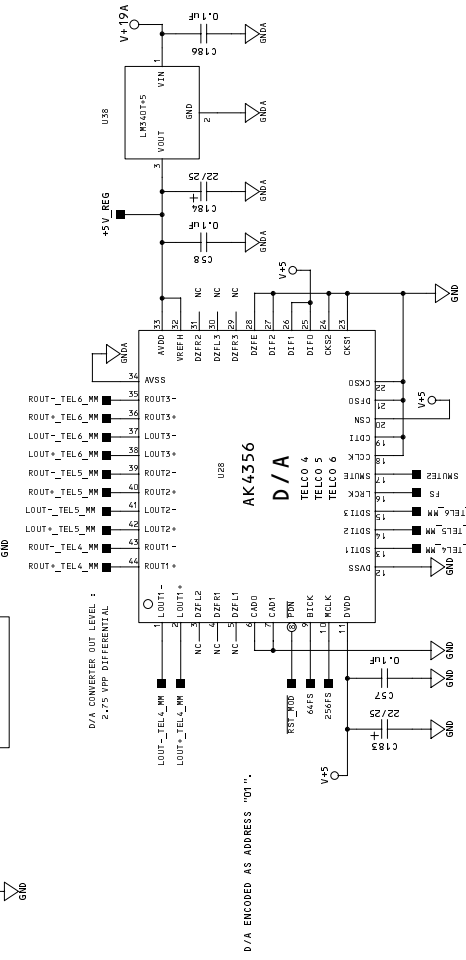 V+19A
0.1uF
C186
GNDA
1
VIN
U38
LM340T+5
GND
2
GNDA
VOUT
3
+5V_REG
22/25
+
C184
GNDA
0.1uF
C58
GNDA
V+5
NC
NC
NC
GND
GNDA
33
32
31
30
29
28
27
26
25
24
23
AVDD
VREFH
DZFR2
DZFL3
DZFR3
DZFE
DIF2
DIF1
DIF0
CKS2
CKS1
34
AVSS
CKS0
22
ROUT-_TEL6_MM
35
ROUT3-
DFS0
21
V+5
ROUT+_TEL6_MM
36
ROUT3+
CSN
20
LOUT-_TEL6_MM
37
LOUT3-
CDTI
19
LOUT+_TEL6_MM
38
LOUT3+
CCLK
18
ROUT-_TEL5_MM
39
ROUT2-
SMUTE
17
SMUTE2
ROUT+_TEL5_MM
40
ROUT2+
LRCK
16
FS
LOUT-_TEL5_MM
41
LOUT2-
SDTI3
15
TEL6_MM
LOUT+_TEL5_MM
42
LOUT2+
SDTI2
14
TEL5_MM
ROUT-_TEL4_MM
43
ROUT1-
SDTI1
13
TEL4_MM
ROUT+_TEL4_MM
44
ROUT1+
DVSS
12
GND
U28
AK4356
D/A
TELCO 4
TELCO 5
TELCO 6
GND
LOUT1-
LOUT1+
DZFL2
DZFR1
DZFL1
CAD0
CAD1
PDN
BICK
MCLK
DVDD
1
2
3
4
5
6
7
8
9
10
11
NC
NC
NC
GND
D/A CONVERTER OUT LEVEL :
2.75 VPP DIFFERENTIAL
LOUT-_TEL4_MM
LOUT+_TEL4_MM
RST_MOD
64FS
256FS
0.1uF
C57
GND
22/25
+
C183
GND
V+5
D/A ENCODED AS ADDRESS "01".
GND